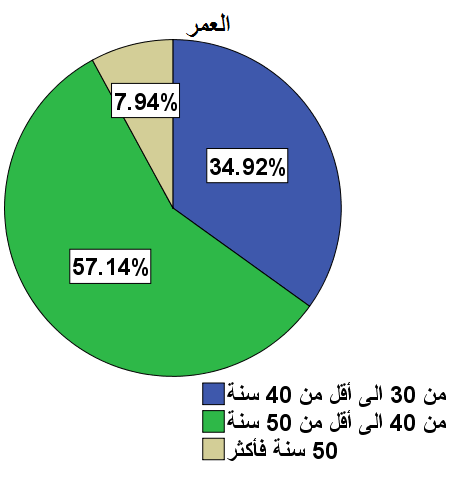 العمر
7.94%
34.92%
57.14%
من 30 الى أقل من 40 سنة
من 40 الى أقل من 50 سنة
50 سنة فأكثر